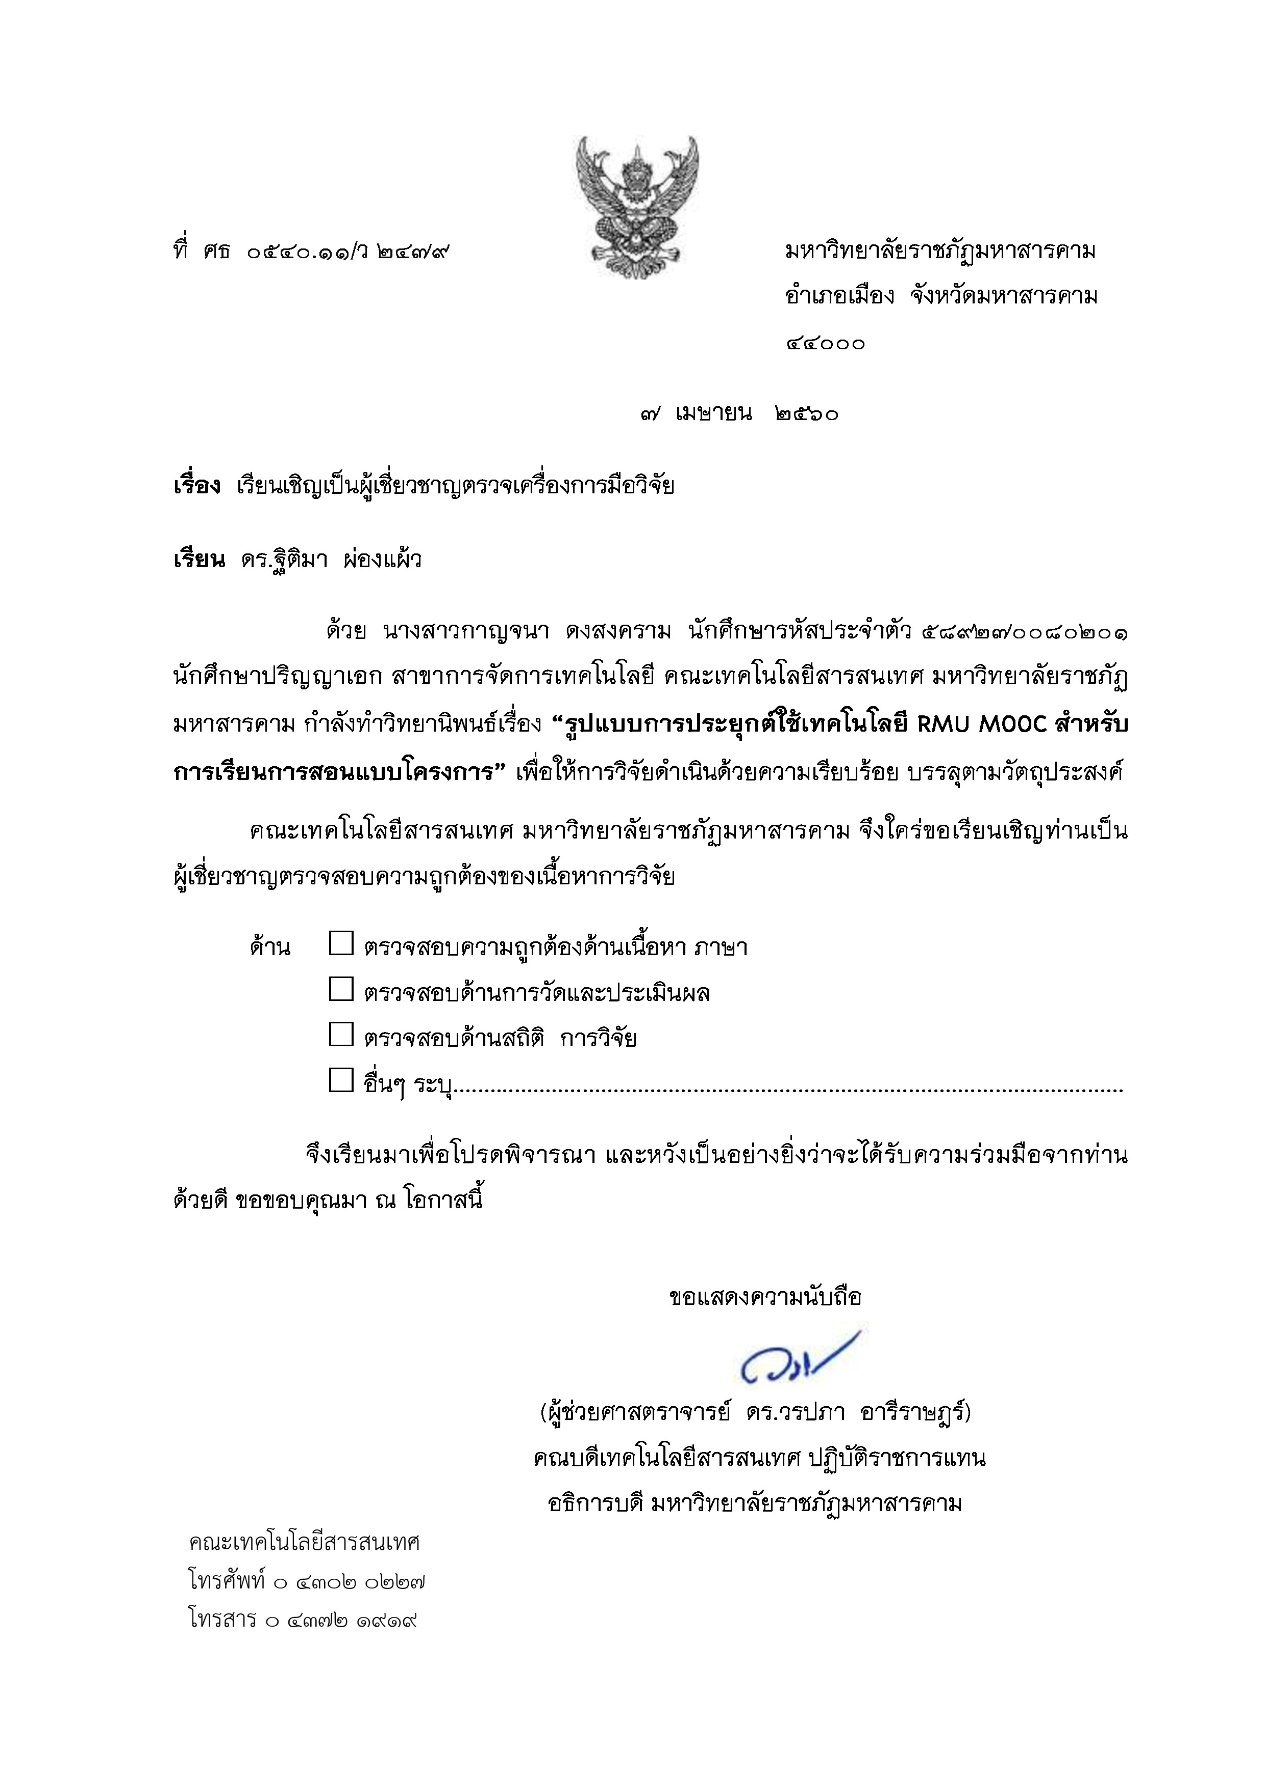 ที่ ศธ ๐๕๔๐.๑๑/ว ๒๔๗๙
มหาวิทยาลัยราชภัฏมหาสารคาม
อำเภอเมือง จังหวัดมหาสารคาม
๔๔๐๐๐
๗ เมษายน ๒๕๖๐
เรื่อง เรียนเชิญเป็นผู้เชี่ยวชาญตรวจเครื่องการมือวิจัย
เรียน ดร.ฐิติมา ผ่องแผ้ว
ด้วย นางสาวกาญจนา ดงสงคราม นักศึกษารหัสประจำตัว ๕๘๙๒๗๐๐๘๐๒๐๑
นักศึกษาปริญญาเอก สาขาการจัดการเทคโนโลยี คณะเทคโนโลยีสารสนเทศ มหาวิทยาลัยราชภัฏ
มหาสารคาม กำลังทำวิทยานิพนธ์เรื่อง “รูปแบบการประยุกต์ใช้เทคโนโลยี RMU M00C สำหรับ
การเรียนการสอนแบบโครงการ” เพื่อให้การวิจัยดำเนินด้วยความเรียบร้อย บรรลุตามวัตถุประสงค์
คณะเทคโนโลยีสารสนเทศ มหาวิทยาลัยราชภัฏมหาสารคาม จึงใคร่ขอเรียนเชิญท่านเป็น
ผู้เชี่ยวชาญตรวจสอบความถูกต้องของเนื้อหาการวิจัย
ด้าน ☐ ตรวจสอบความถูกต้องด้านเนื้อหา ภาษา
☐ ตรวจสอบด้านการวัดและประเมินผล
☐ ตรวจสอบด้านสถิติ การวิจัย
☐ อื่นๆ ระบุ..............................................................................................................
จึงเรียนมาเพื่อโปรดพิจารณา และหวังเป็นอย่างยิ่งว่าจะได้รับความร่วมมือจากท่าน
ด้วยดี ขอขอบคุณมา ณ โอกาสนี้
ขอแสดงความนับถือ
(ผู้ช่วยศาสตราจารย์ ดร.วรปภา อารีราษฎร์)
คณบดีเทคโนโลยีสารสนเทศ ปฏิบัติราชการแทน
อธิการบดี มหาวิทยาลัยราชภัฏมหาสารคาม
คณะเทคโนโลยีสารสนเทศ
โทรศัพท์ ๐ ๔๓๐๒ ๐๒๒๗
โทรสาร ๐ ๔๓๗๒ ๑๙๑๙